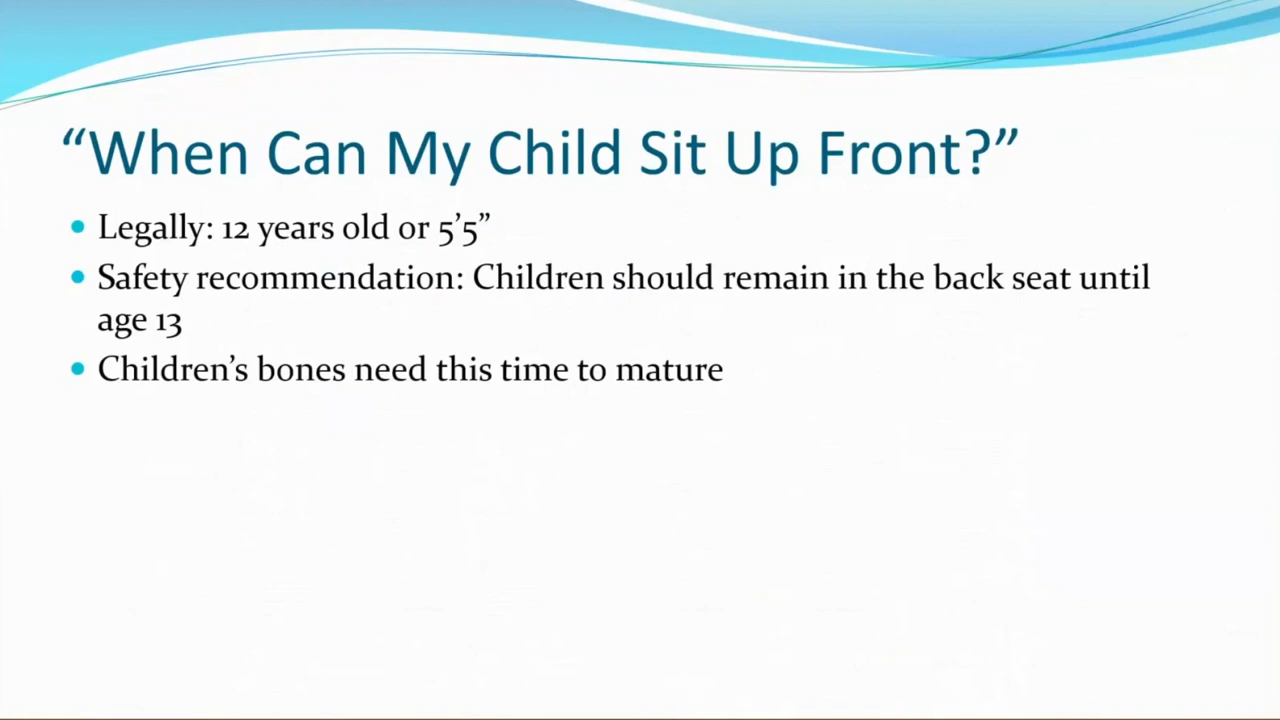 “When Can My Child Sit Up Front?”
• Legally: 12 years old or 5’5”
• Safety recommendation: Children should remain in the back seat until
age 13
• Children’s bones need this time to mature